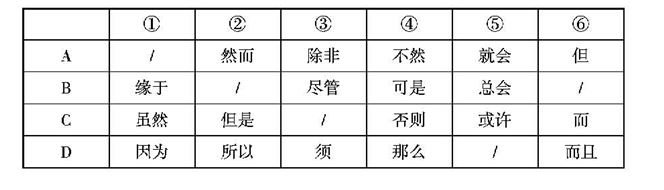 ① ② ③ ④ ⑤ ⑥
A / 然而 除非 不然 就会 但
B 缘于 / 尽管 可是 总会 /
C 虽然 但是 / 否则 或许 而
D 因为 所以 须 那么 / 而且